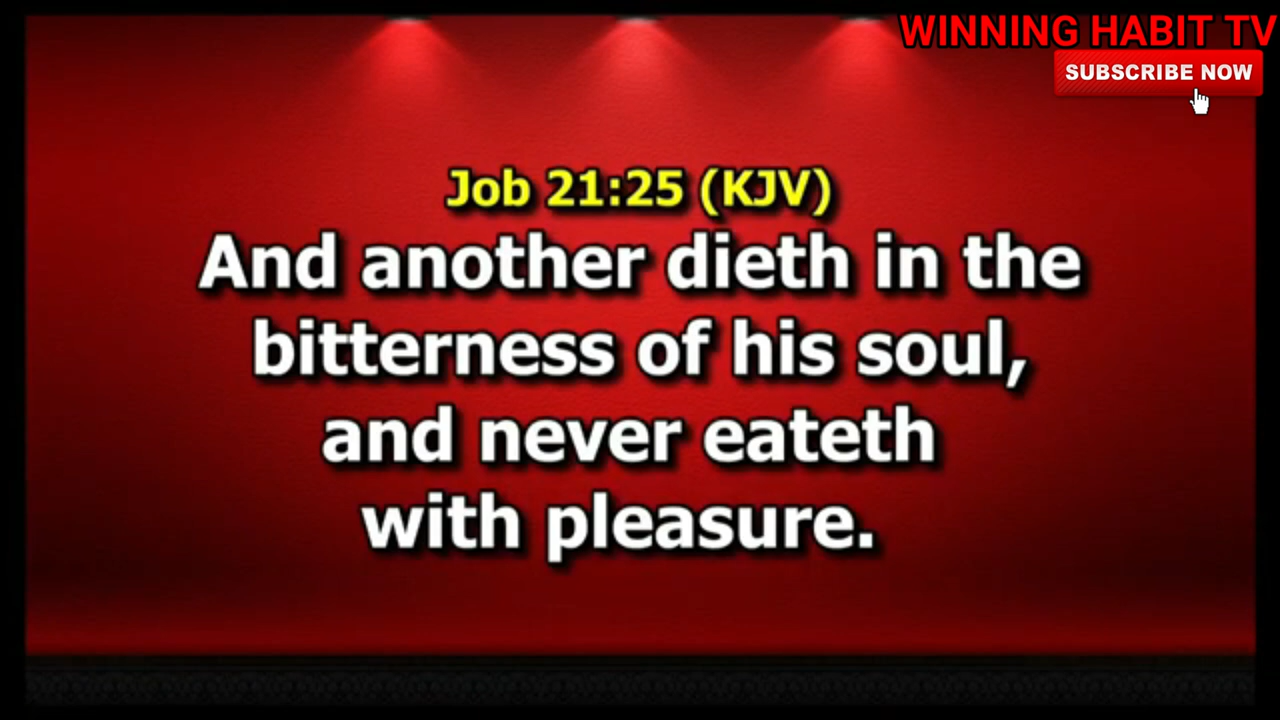 WINNING HABIT TV
SUBSCRIBE NOW
Job 21:25 (KJV)
And another dieth in the
bitterness of his soul,
and never eateth
with pleasure.